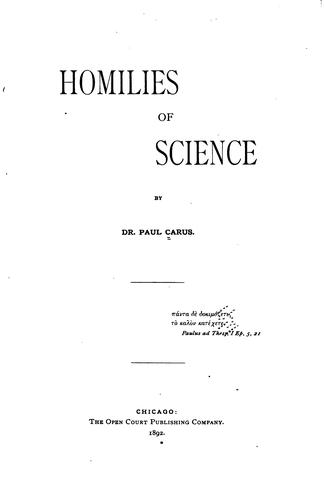 HOMILIES
OF
SCIENCE
BY
DR. PAUL CARUS.
πάντα δὲ δοκιμάζετε,
τὸ καλὸν κατέχετε.
Paulus ad Thesp. I Ep. 5, 21
CHICAGO:
THE OPEN COURT PUBLISHING COMPANY.
1892.